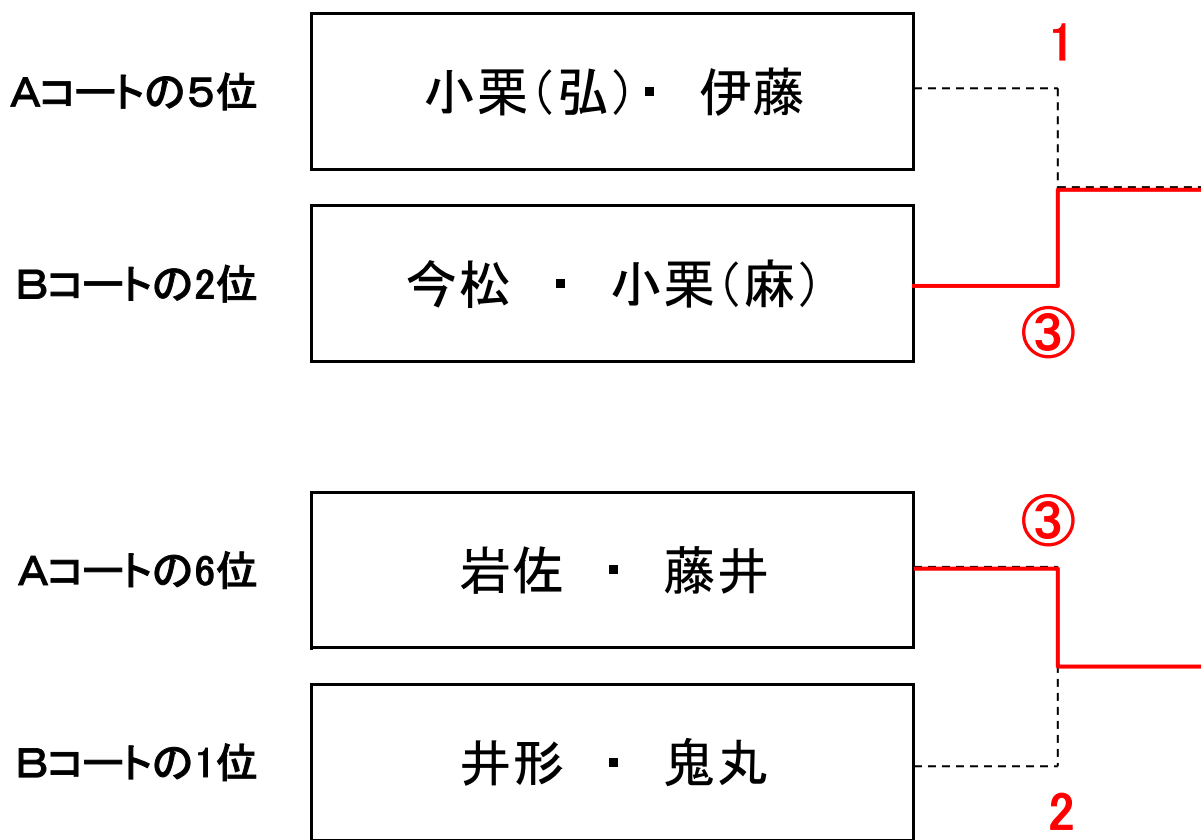 1
Aコートの5位 小栗(弘)・ 伊藤
Bコートの2位 今松 ・ 小栗(麻)
③
③
Aコートの6位 岩佐 ・ 藤井
Bコートの1位 井形 ・ 鬼丸
2